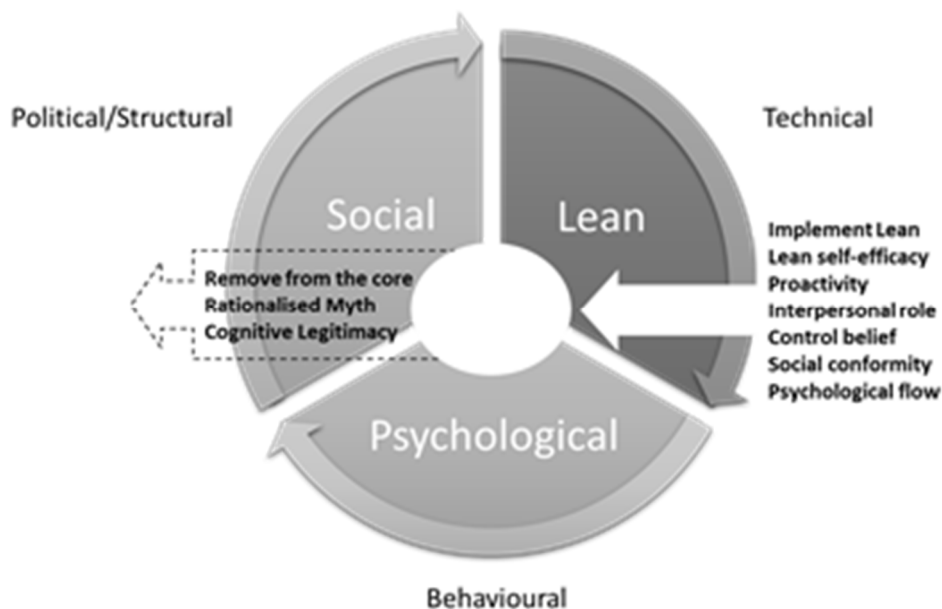 Political/Structural
Technical
Social
Lean
Implement Lean
Lean self-efficacy
Proactivity
Interpersonal role
Control belief
Social conformity
Psychological flow
Remove from the core
Rationalised Myth
Cognitive Legitimacy
Psychological
Behavioural